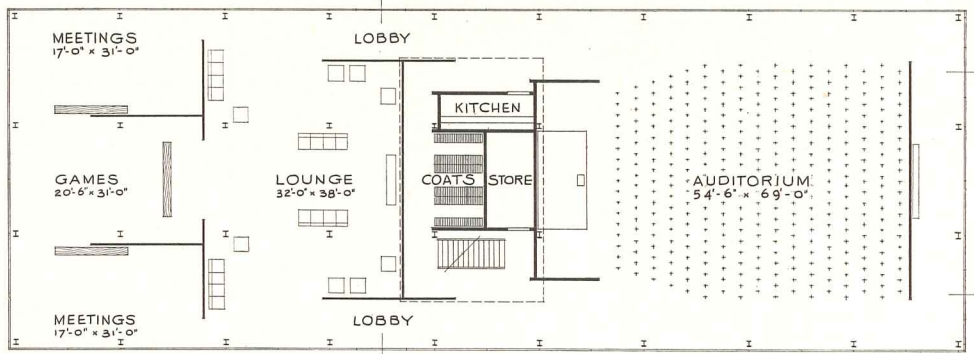 MEETINGS
17'-0" x 31'-0"
LOBBY
KITCHEN
GAMES
20'-6" x 31'-0"
LOUNGE
32'-0" x 38'-0"
COATS
STORE
AUDITORIUM
54'-6" x 69'-0"
MEETINGS
17'-0" x 31'-0"
LOBBY